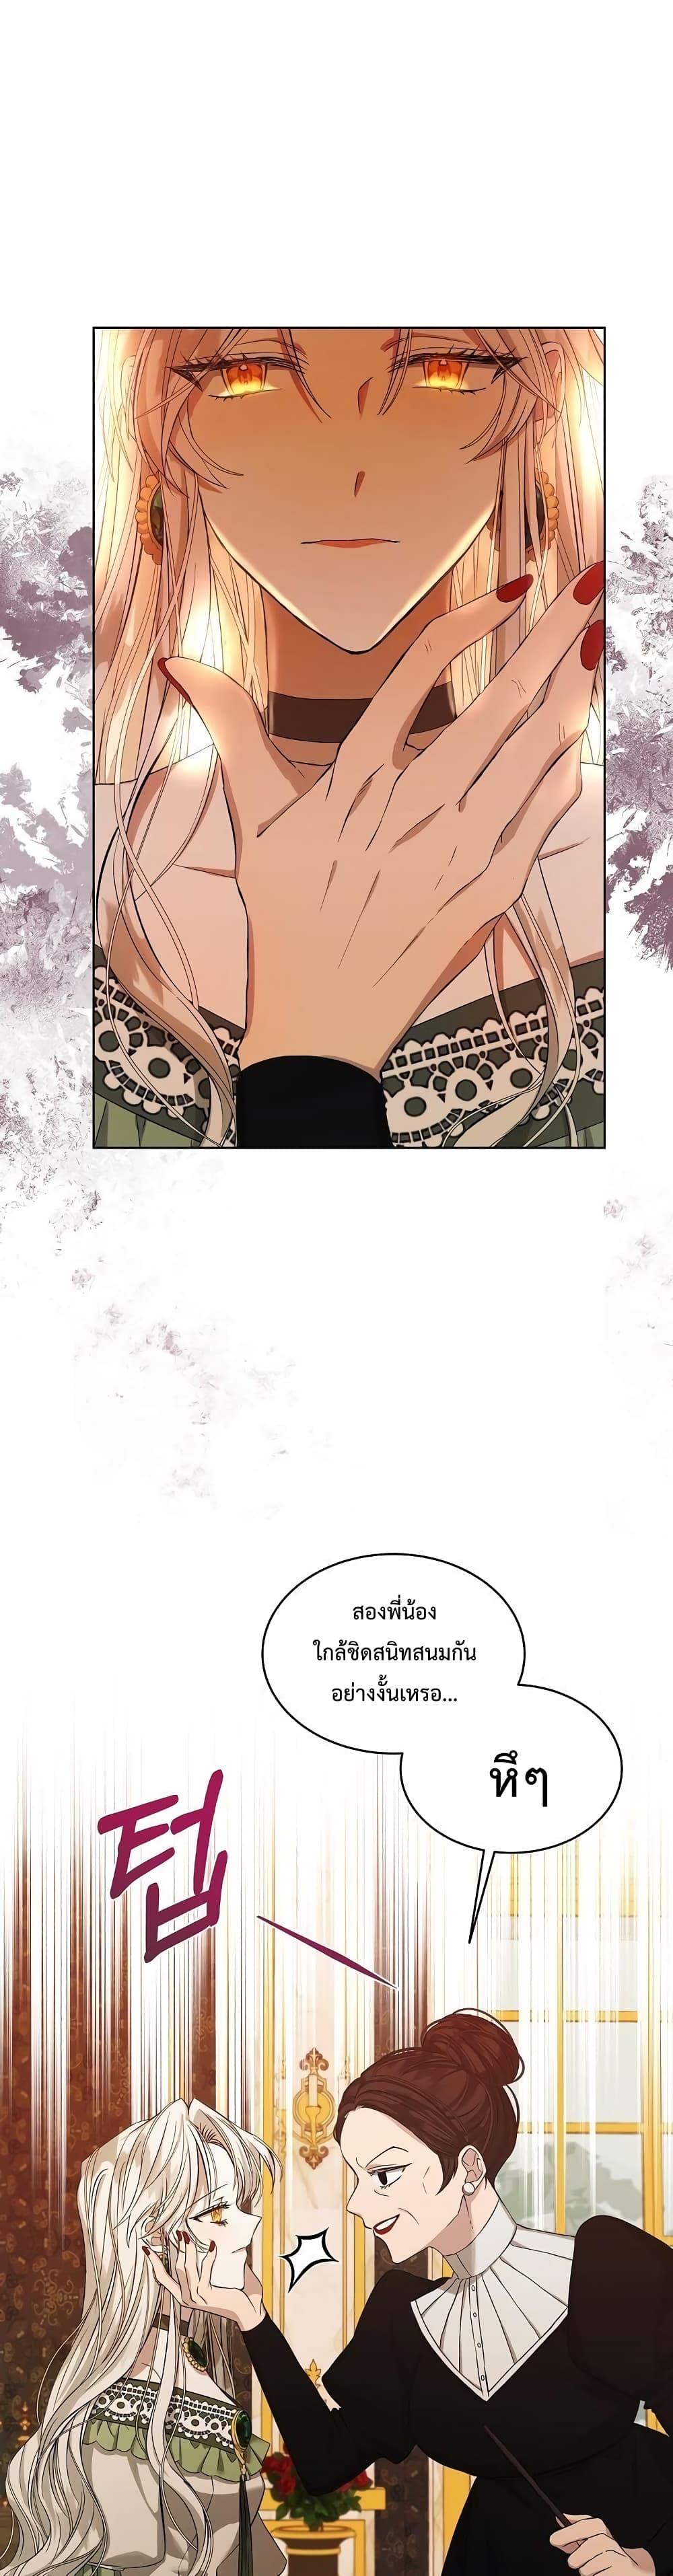 สองพี่น้อง
ใกล้ชิดสนิทสนมกัน
อย่างงั้นเหรอ...
หึๆ
텁